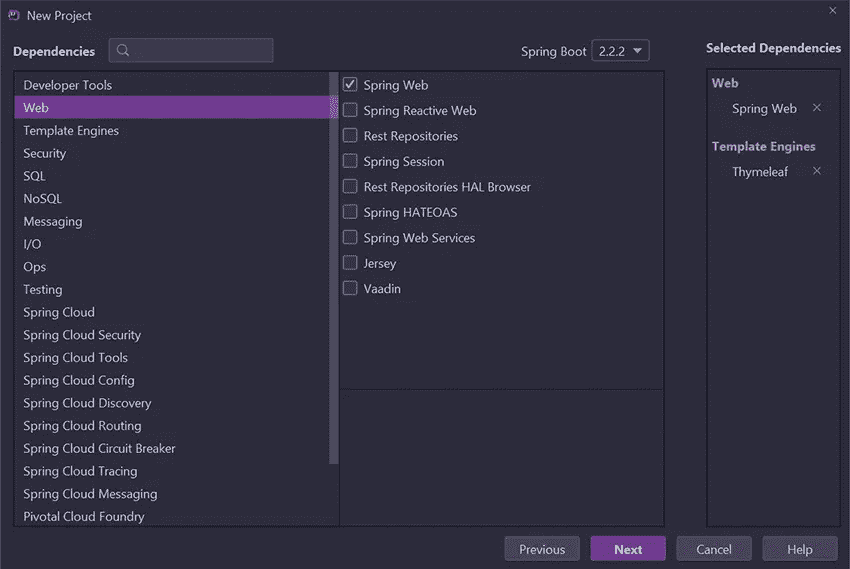 New Project
Dependencies
Spring Boot 2.2.2
Selected Dependencies
Developer Tools
Web
Template Engines
Security
SQL
NoSQL
Messaging
I/O
Ops
Testing
Spring Cloud
Spring Cloud Security
Spring Cloud Tools
Spring Cloud Config
Spring Cloud Discovery
Spring Cloud Routing
Spring Cloud Circuit Breaker
Spring Cloud Tracing
Spring Cloud Messaging
Pivotal Cloud Foundry
Spring Web
Spring Reactive Web
Rest Repositories
Spring Session
Rest Repositories HAL Browser
Spring HATEOAS
Spring Web Services
Jersey
Vaadin
Web
Spring Web
Template Engines
Thymeleaf
Previous
Next
Cancel
Help